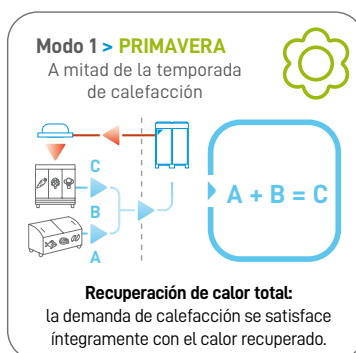 Modo 1 > PRIMAVERA
A mitad de la temporada
de calefacción
C
B
A
A + B = C
Recuperación de calor total:
la demanda de calefacción se satisface
íntegramente con el calor recuperado.